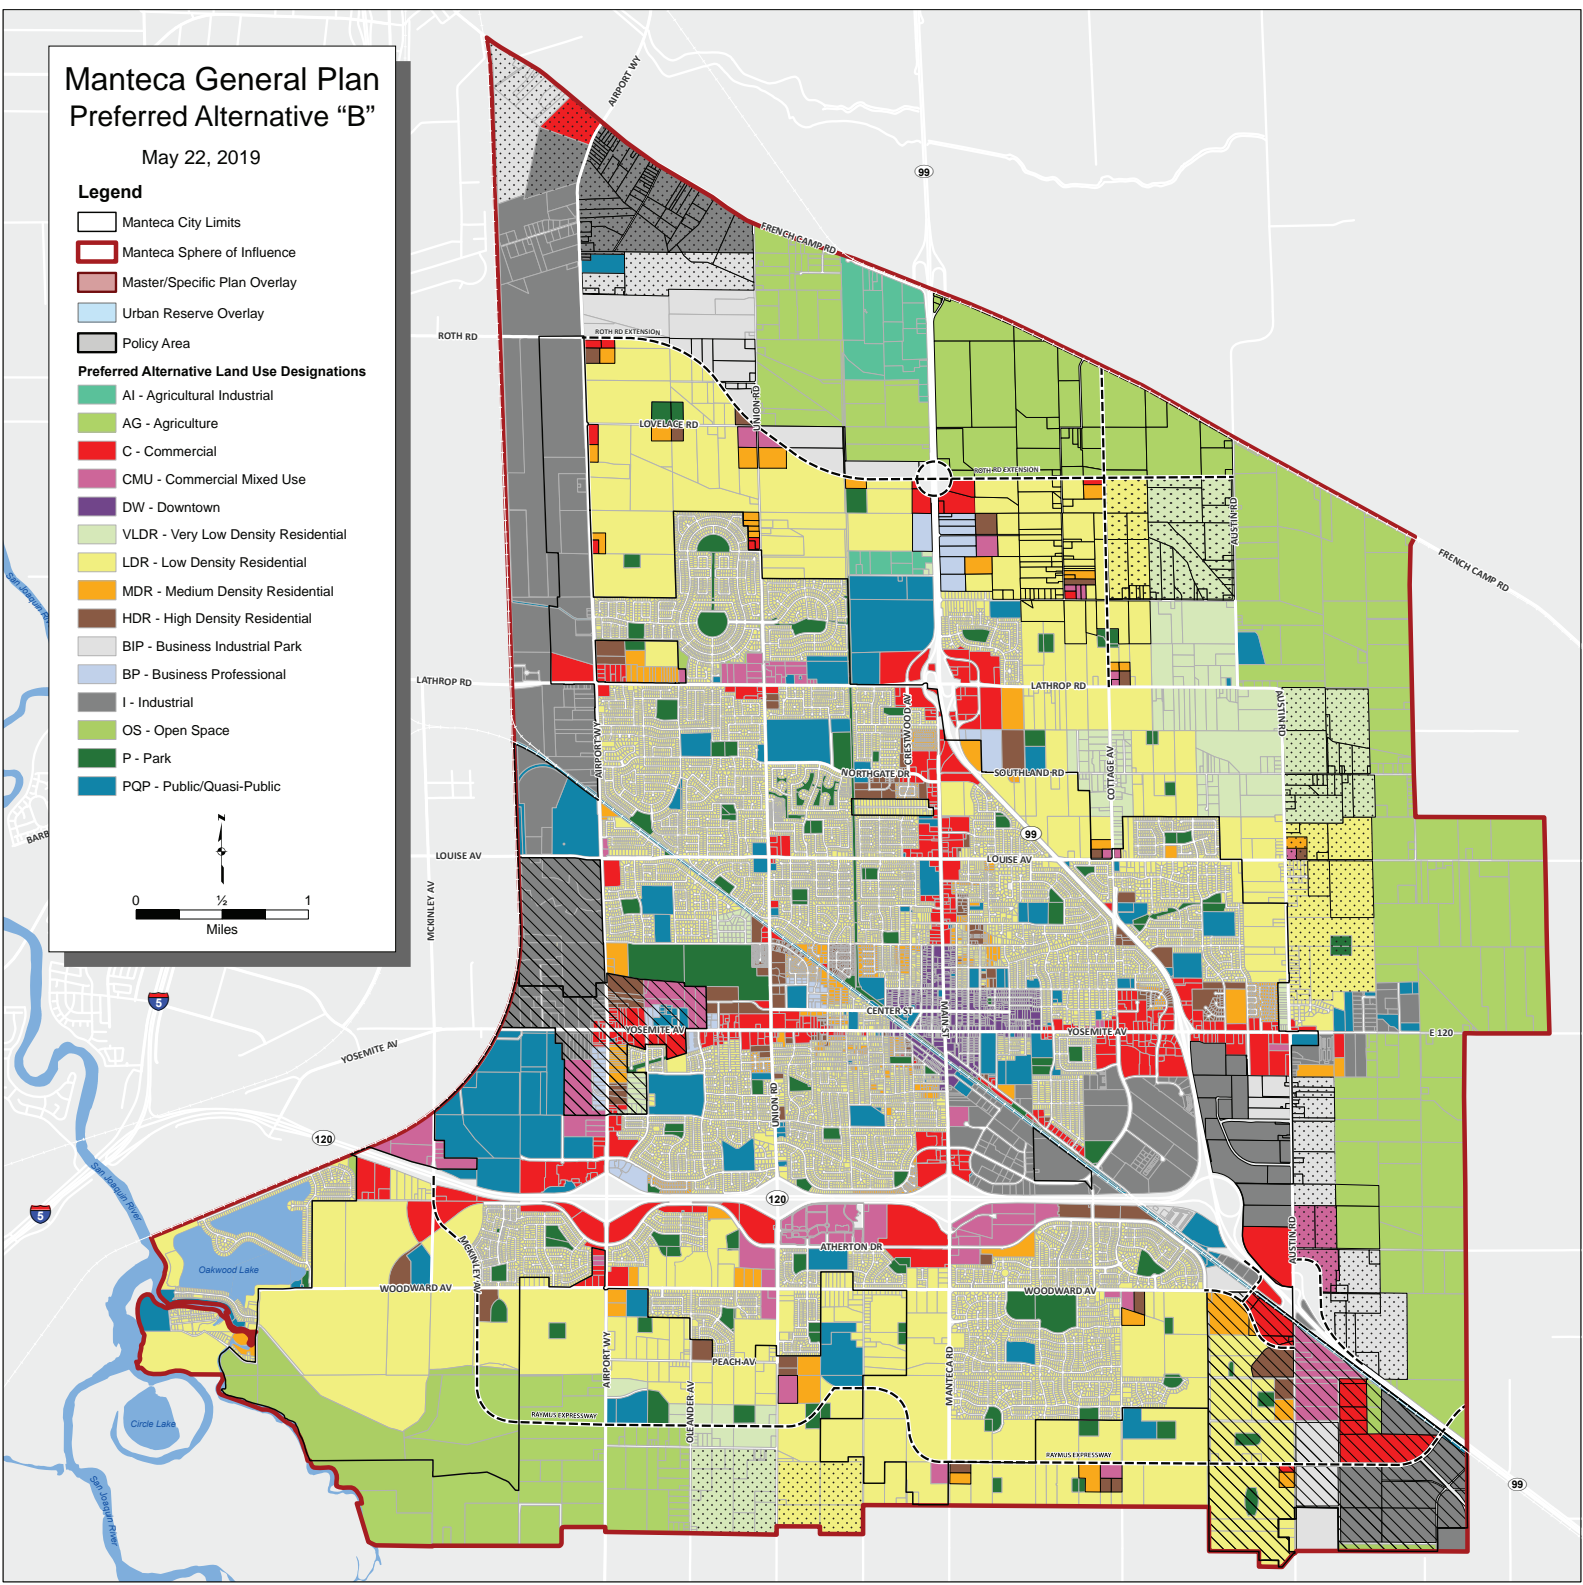 Manteca General Plan
Preferred Alternative “B”
May 22, 2019
Legend
Manteca City Limits
Manteca Sphere of Influence
Master/Specific Plan Overlay
Urban Reserve Overlay
Policy Area
Preferred Alternative Land Use Designations
AI - Agricultural Industrial
AG - Agriculture
C - Commercial
CMU - Commercial Mixed Use
DW - Downtown
VLDR - Very Low Density Residential
LDR - Low Density Residential
MDR - Medium Density Residential
HDR - High Density Residential
BIP - Business Industrial Park
BP - Business Professional
I - Industrial
OS - Open Space
P - Park
PQP - Public/Quasi-Public
N
0 ½ 1
Miles
AIRPORT WY
99
FRENCH CAMP RD
ROTH RD
ROTH RD EXTENSION
UNION RD
LOVELACE RD
ROTH RD EXTENSION
AUSTIN RD
FRENCH CAMP RD
LATHROP RD
LATHROP RD
AIRPORT WY
CRESTWOOD AV
AUSTIN RD
NORTHGATE DR
SOUTHLAND RD
COTTAGE AV
99
LOUISE AV
LOUISE AV
MCKINLEY AV
CENTER ST
MAIN ST
YOSEMITE AV
YOSEMITE AV
YOSEMITE AV
E 120
5
120
UNION RD
San Joaquin River
5
120
ATHERTON DR
AUSTIN RD
MCKINLEY AV
Oakwood Lake
WOODWARD AV
WOODWARD AV
AIRPORT WY
PEACH AV
MANTECA RD
OLEANDER AV
RAYMUS EXPRESSWAY
RAYMUS EXPRESSWAY
Circle Lake
San Joaquin River
99